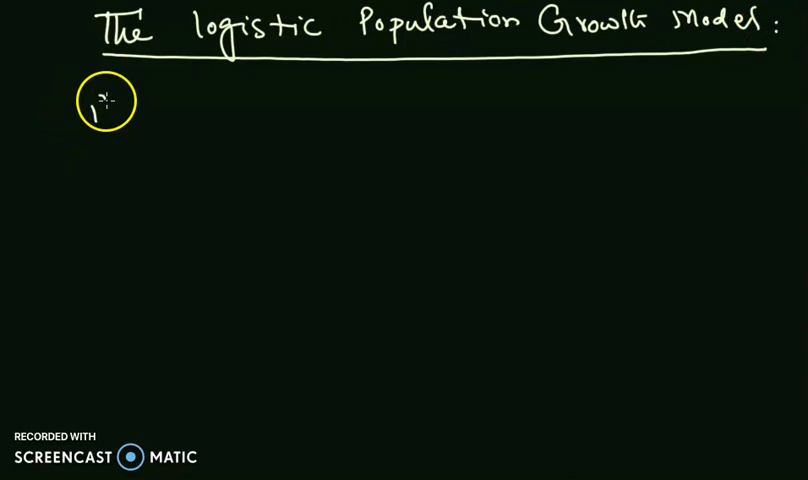 The logistic Population Growth Model:
RECORDED WITH
SCREENCAST MATIC